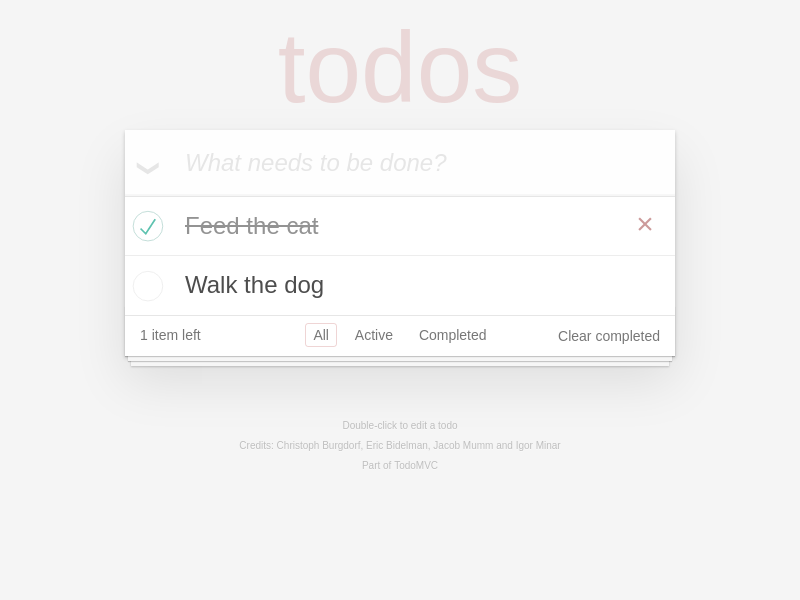 todos
What needs to be done?
Feed the cat
Walk the dog
1 item left All Active Completed Clear completed
Double-click to edit a todo
Credits: Christoph Burgdorf, Eric Bidelman, Jacob Mumm and Igor Minar
Part of TodoMVC